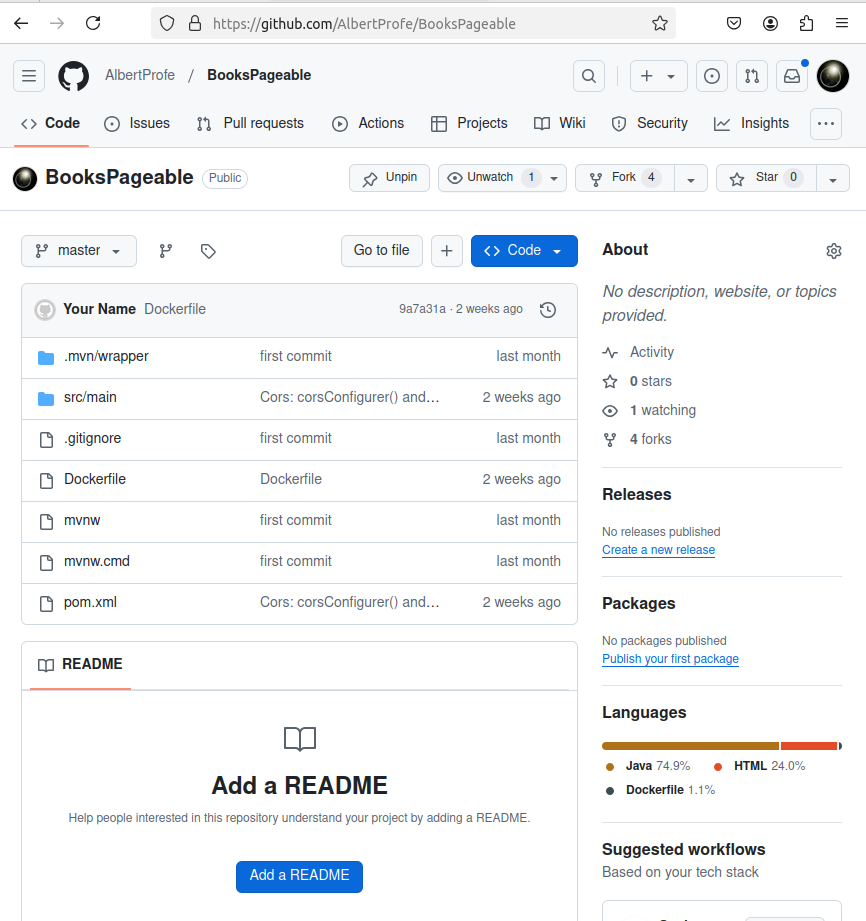 https://github.com/AlbertProfe/BooksPageable
AlbertProfe / BooksPageable
Code Issues Pull requests Actions Projects Wiki Security Insights
BooksPageable Public Unpin Unwatch 1 Fork 4 Star 0
master Go to file Code
Your Name Dockerfile 9a7a31a · 2 weeks ago
.mvn/wrapper first commit last month
src/main Cors: corsConfigurer() and… 2 weeks ago
.gitignore first commit last month
Dockerfile Dockerfile 2 weeks ago
mvnw first commit last month
mvnw.cmd first commit last month
pom.xml Cors: corsConfigurer() and… 2 weeks ago
README
Add a README
Help people interested in this repository understand your project by adding a README.
Add a README
About
No description, website, or topics
provided.
Activity
0 stars
1 watching
4 forks
Releases
No releases published
Create a new release
Packages
No packages published
Publish your first package
Languages
Java 74.9% HTML 24.0%
Dockerfile 1.1%
Suggested workflows
Based on your tech stack